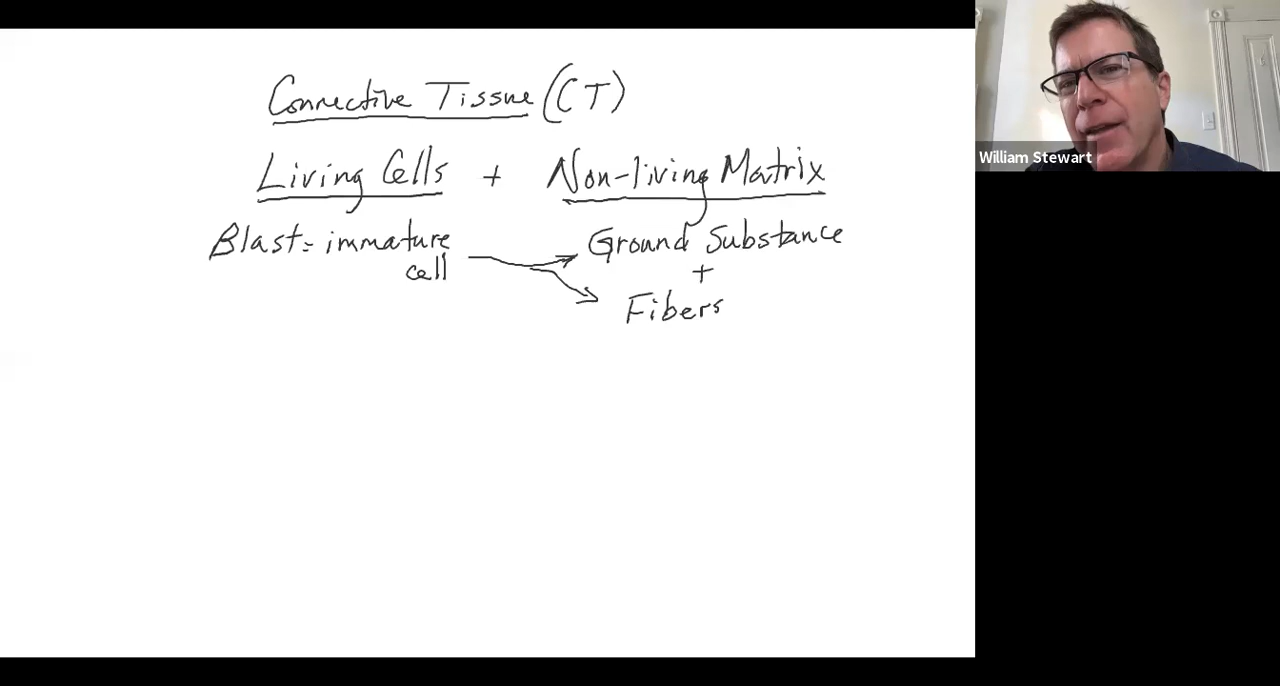 Connective Tissue (CT)
Living Cells + Non-living Matrix
Blast = immature
cell
Ground Substance
+
Fibers
William Stewart